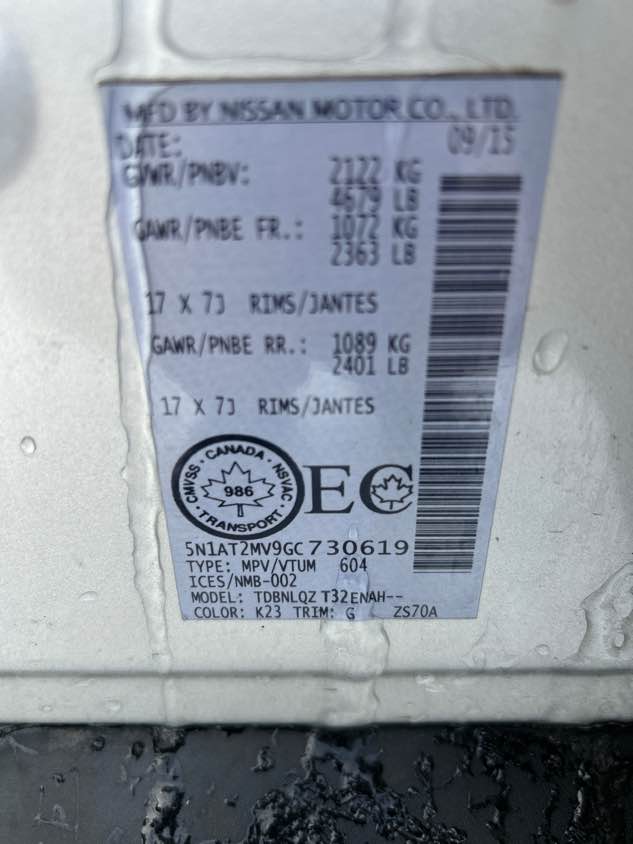 MFD BY NISSAN MOTOR CO., LTD.
DATE: 09/15
GVWR/PNBV: 2122 KG
4679 LB
GAWR/PNBE FR.: 1072 KG
2363 LB
17 X 7J RIMS/JANTES
GAWR/PNBE RR.: 1089 KG
2401 LB
17 X 7J RIMS/JANTES
CMVSS · CANADA · NSVAC · TRANSPORT ·
986
EC
5N1AT2MV9GC730619
TYPE: MPV/VTUM 604
ICES/NMB-002
MODEL: TDBNLQZ T32ENAH--
COLOR: K23 TRIM: G ZS70A